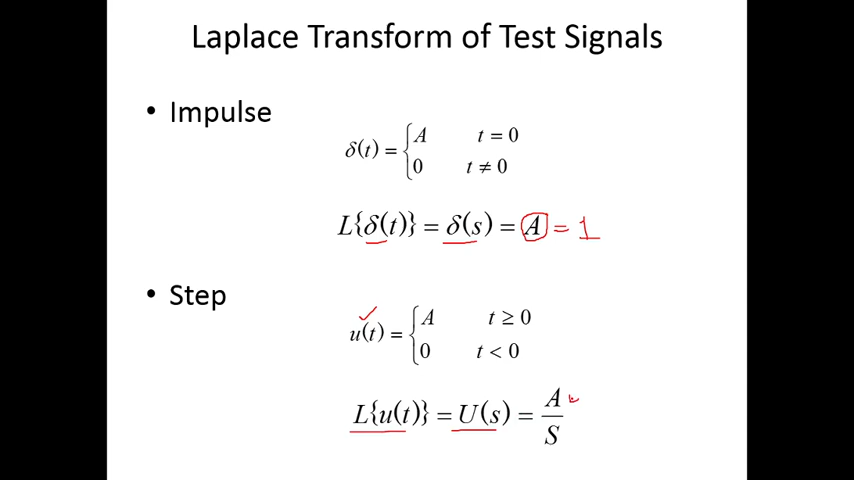 Laplace Transform of Test Signals
• Impulse
δ(t) = { A t = 0
0 t ≠ 0
L{δ(t)} = δ(s) = A = 1
• Step
u(t) = { A t ≥ 0
0 t < 0
L{u(t)} = U(s) = A/S